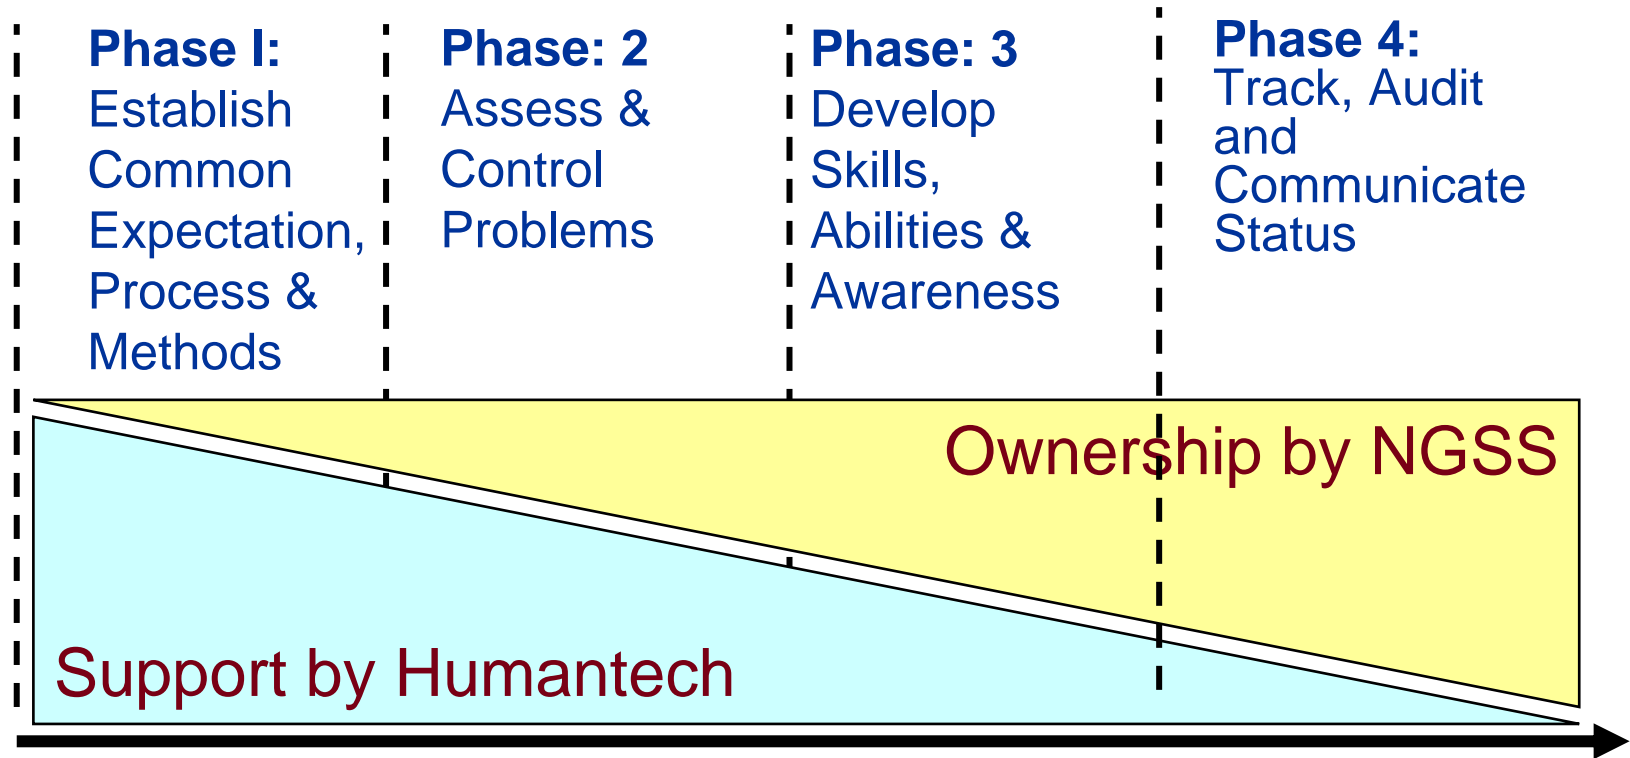 Phase I:
Establish
Common
Expectation,
Process &
Methods
Phase: 2
Assess &
Control
Problems
Phase: 3
Develop
Skills,
Abilities &
Awareness
Phase 4:
Track, Audit
and
Communicate
Status
Ownership by NGSS
Support by Humantech